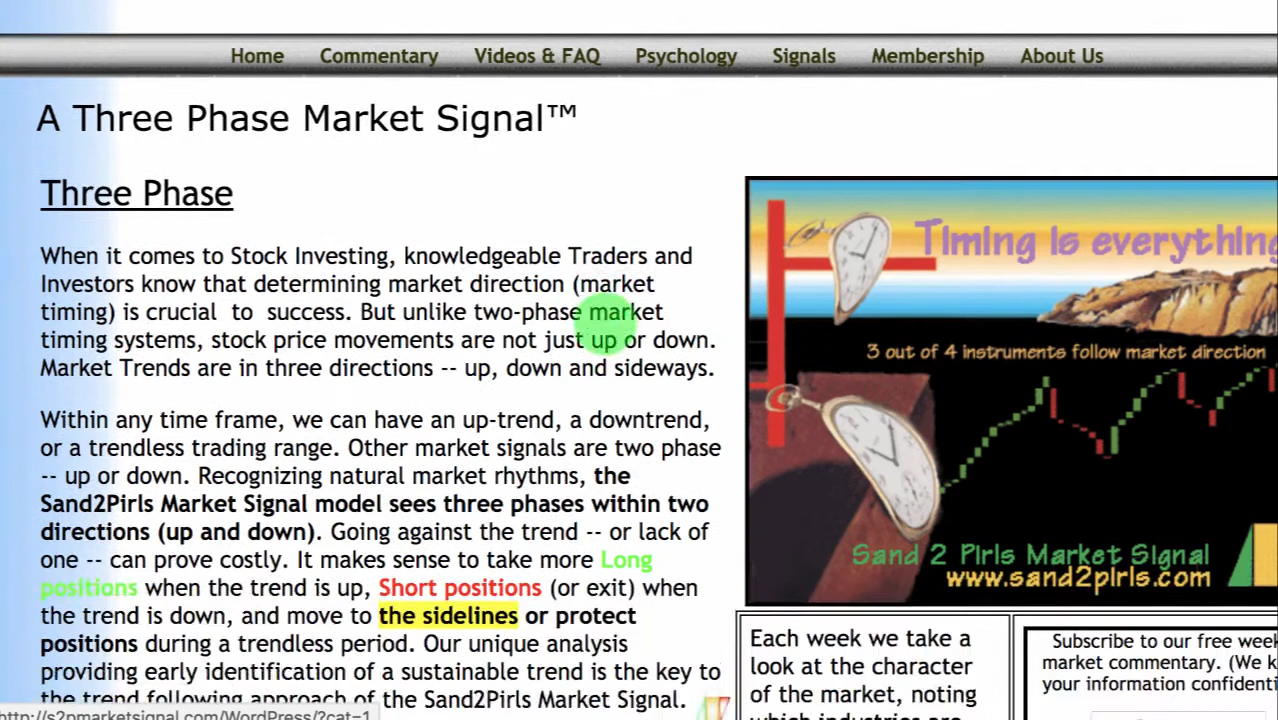 Home Commentary Videos & FAQ Psychology Signals Membership About Us
A Three Phase Market Signal™
Three Phase
When it comes to Stock Investing, knowledgeable Traders and
Investors know that determining market direction (market
timing) is crucial to success. But unlike two-phase market
timing systems, stock price movements are not just up or down.
Market Trends are in three directions -- up, down and sideways.
Within any time frame, we can have an up-trend, a downtrend,
or a trendless trading range. Other market signals are two phase
-- up or down. Recognizing natural market rhythms, the
Sand2Pirls Market Signal model sees three phases within two
directions (up and down). Going against the trend -- or lack of
one -- can prove costly. It makes sense to take more Long
positions when the trend is up, Short positions (or exit) when
the trend is down, and move to the sidelines or protect
positions during a trendless period. Our unique analysis
providing early identification of a sustainable trend is the key to
the trend following approach of the Sand2Pirls Market Signal.
Timing is everything
3 out of 4 instruments follow market direction
Sand 2 Pirls Market Signal
www.sand2pirls.com
Each week we take a
look at the character
of the market, noting
which industries are
Subscribe to our free week
market commentary. (We k
your information confidenti
http://s2pmarketsignal.com/WordPress/?cat=1